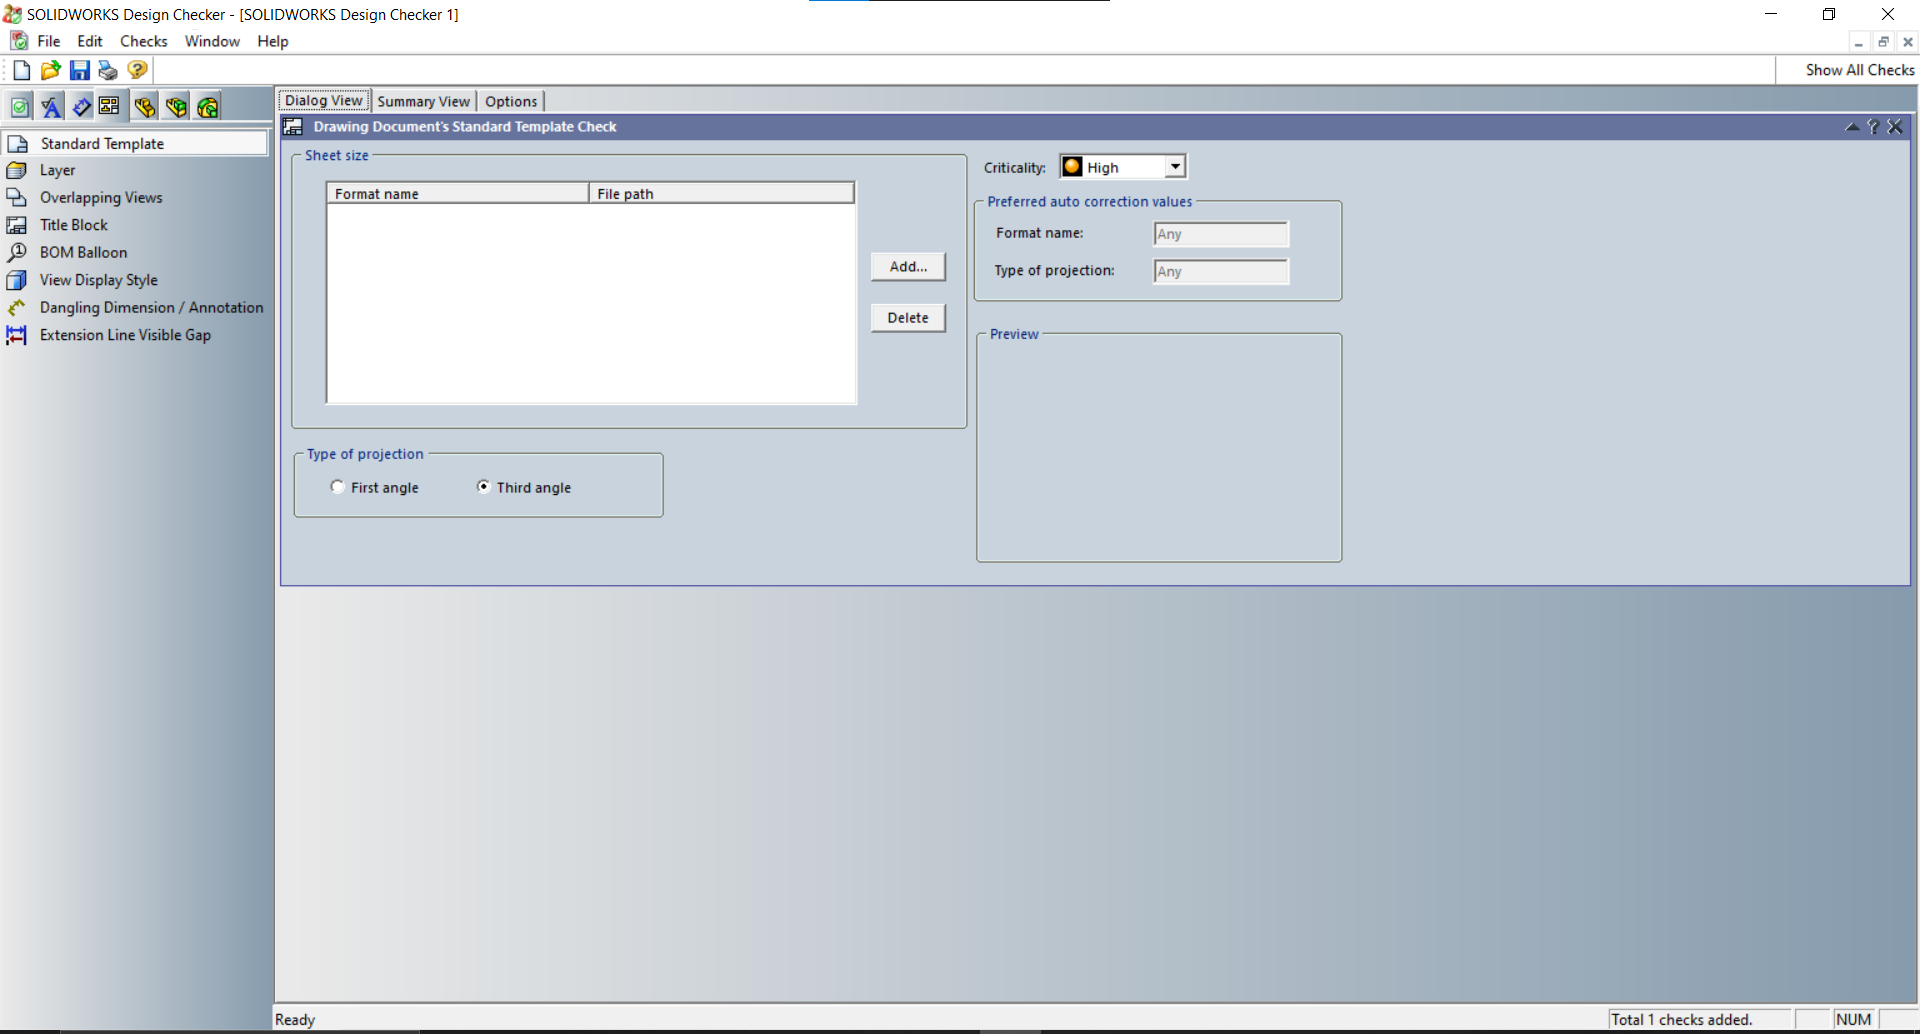 SOLIDWORKS Design Checker - [SOLIDWORKS Design Checker 1]
File Edit Checks Window Help
Show All Checks
Dialog View Summary View Options
Drawing Document's Standard Template Check
Standard Template
Layer
Overlapping Views
Title Block
BOM Balloon
View Display Style
Dangling Dimension / Annotation
Extension Line Visible Gap
Sheet size
Format name File path
Add...
Delete
Type of projection
First angle Third angle
Criticality: High
Preferred auto correction values
Format name: Any
Type of projection: Any
Preview
Ready
Total 1 checks added. NUM